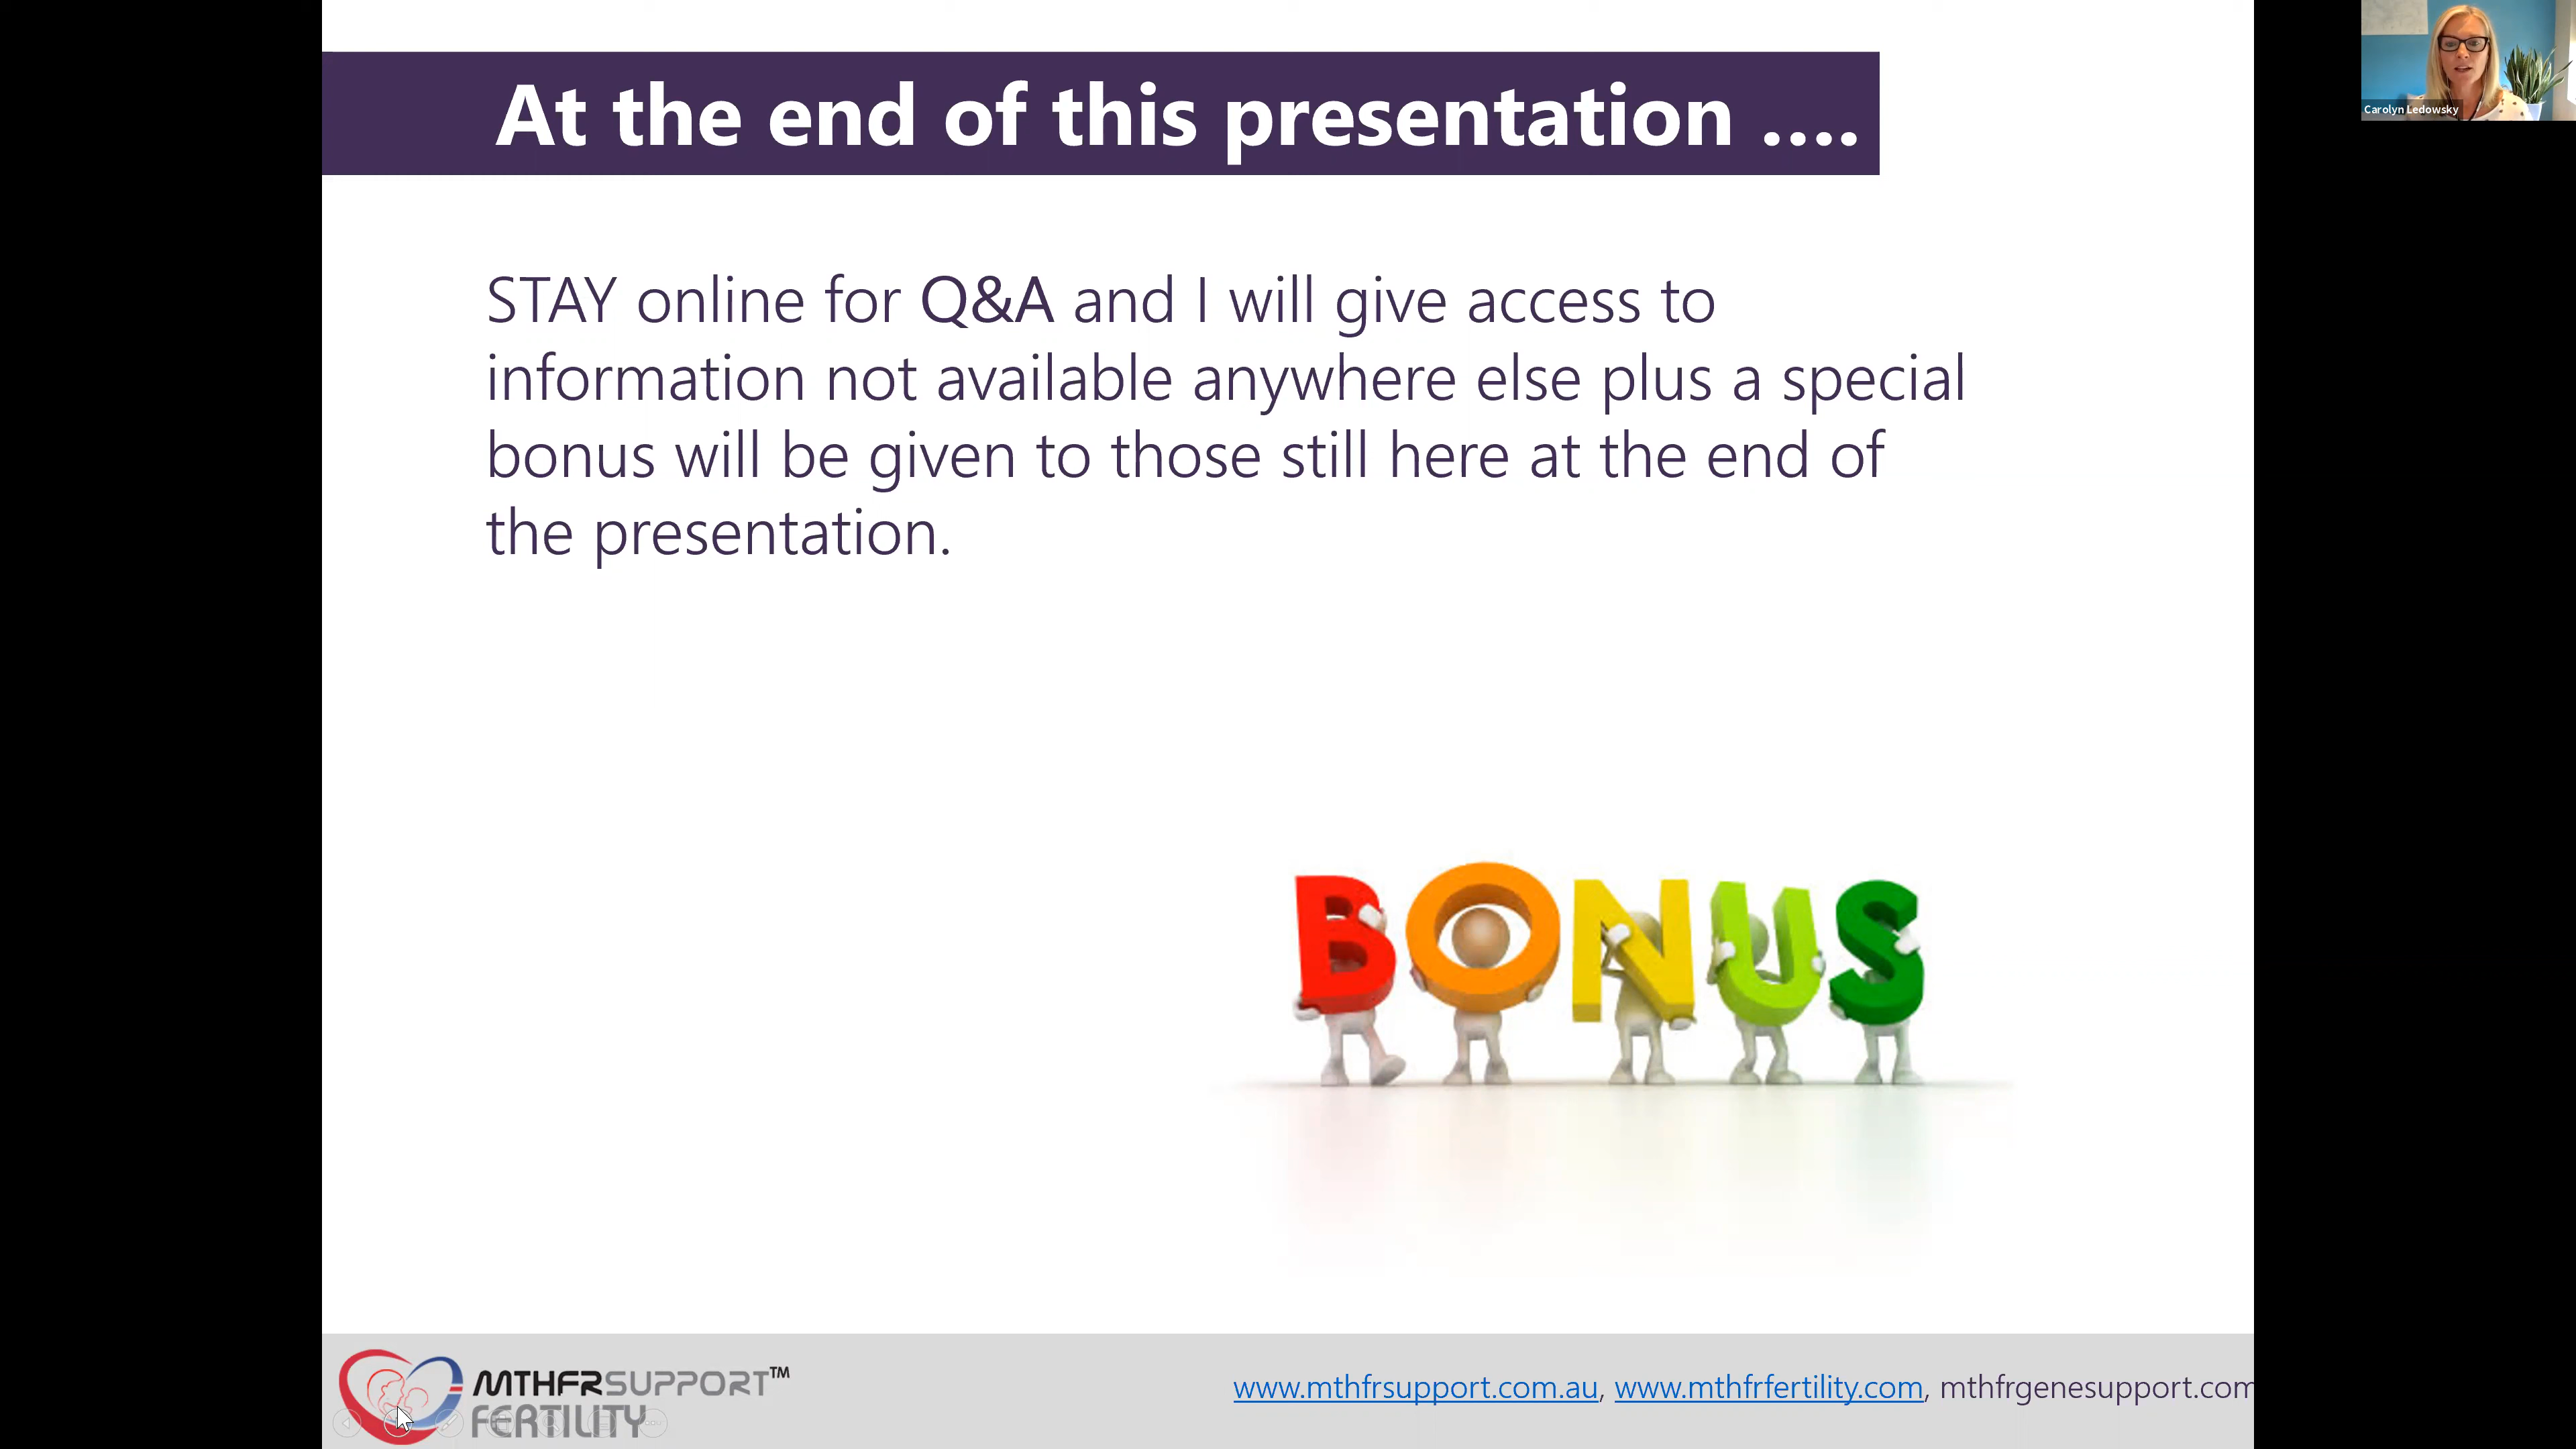 At the end of this presentation ....
Carolyn Ledowsky
STAY online for Q&A and I will give access to
information not available anywhere else plus a special
bonus will be given to those still here at the end of
the presentation.
BONUS
MTHFRSUPPORT™
FERTILITY
www.mthfrsupport.com.au, www.mthfrfertility.com, mthfrgenesupport.com